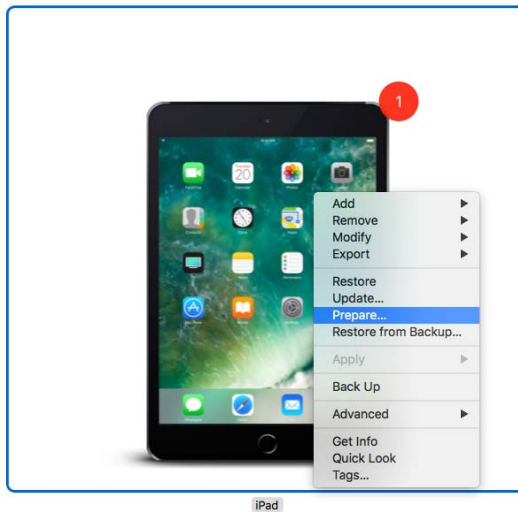 1
20
Add
Remove
Modify
Export
Restore
Update...
Prepare...
Restore from Backup...
Apply
Back Up
Advanced
Get Info
Quick Look
Tags...
iPad